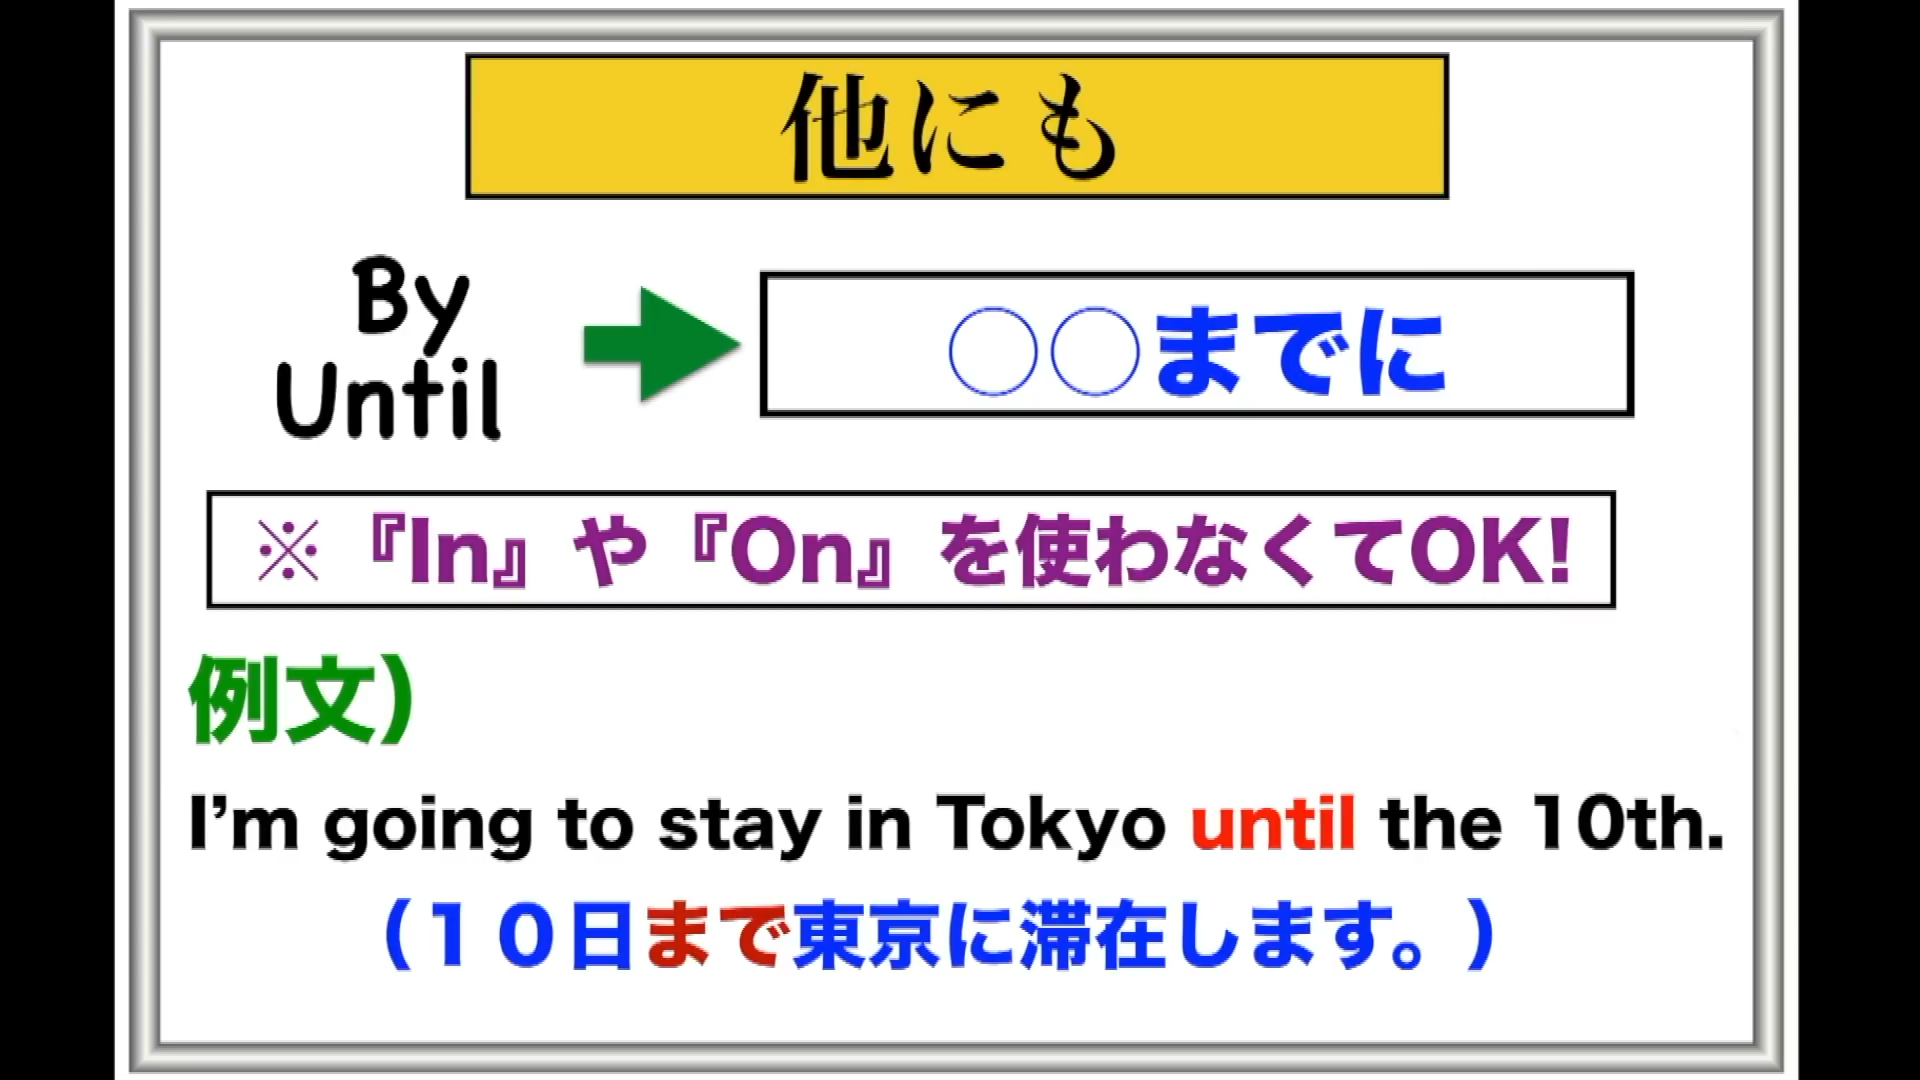 他にも
By
Until
○○までに
※『In』や『On』を使わなくてOK!
例文)
I’m going to stay in Tokyo until the 10th.
（１０日まで東京に滞在します。）